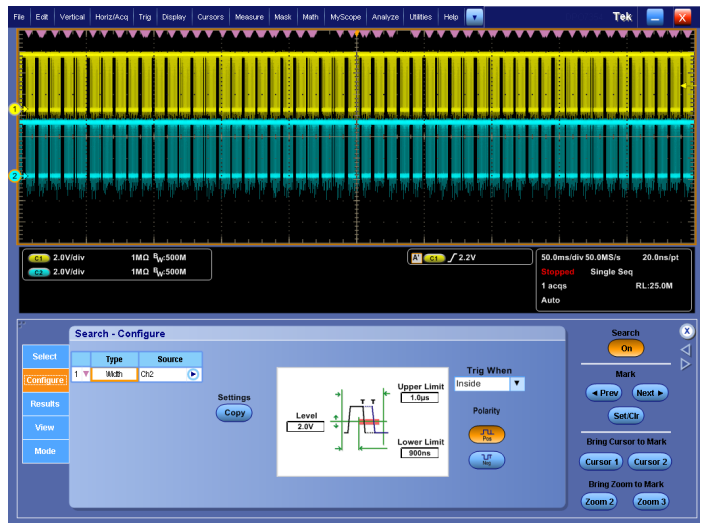 File Edit Vertical Horiz/Acq Trig Display Cursors Measure Mask Math MyScope Analyze Utilities Help Tek X
1
2
C1 2.0V/div 1MΩ BW:500M
C2 2.0V/div 1MΩ BW:500M
A' C1 2.2V
50.0ms/div 50.0MS/s 20.0ns/pt
Stopped Single Seq
1 acqs RL:25.0M
Auto
Search - Configure
Select
Configure
Results
View
Mode
Type Source
1 Width Ch2
Settings
Copy
Level
2.0V
T T
Upper Limit
1.0µs
Lower Limit
900ns
Trig When
Inside
Polarity
Pos
Neg
Search
On
X
Mark
Prev Next
Set/Clr
Bring Cursor to Mark
Cursor 1 Cursor 2
Bring Zoom to Mark
Zoom 2 Zoom 3